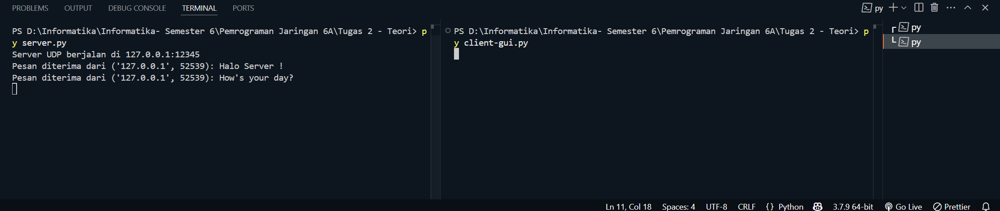 PROBLEMS OUTPUT DEBUG CONSOLE TERMINAL PORTS
py
PS D:\Informatika\Informatika- Semester 6\Pemrograman Jaringan 6A\Tugas 2 - Teori> p
y server.py
Server UDP berjalan di 127.0.0.1:12345
Pesan diterima dari ('127.0.0.1', 52539): Halo Server !
Pesan diterima dari ('127.0.0.1', 52539): How's your day?
PS D:\Informatika\Informatika- Semester 6\Pemrograman Jaringan 6A\Tugas 2 - Teori> p
y client-gui.py
py
py
Ln 11, Col 18 Spaces: 4 UTF-8 CRLF {} Python 3.7.9 64-bit Go Live Prettier